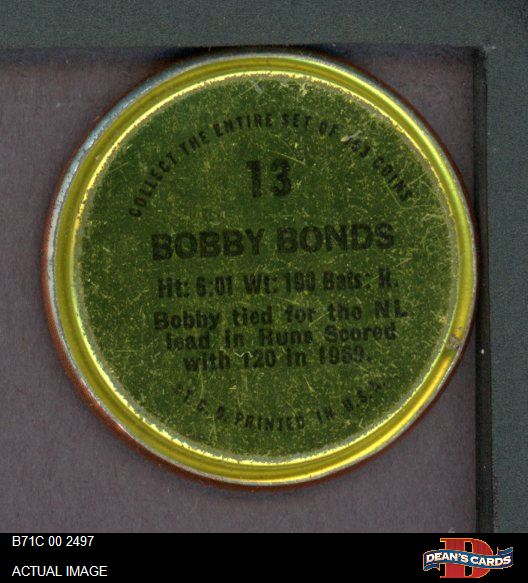 COLLECT THE ENTIRE SET OF 153 COINS
13
BOBBY BONDS
Ht: 6:01 Wt: 190 Bats: R.
Bobby tied for the NL
lead in Runs Scored
with 120 in 1969.
T.C.G. PRINTED IN U.S.A.
B71C 00 2497
ACTUAL IMAGE
D
DEAN'S CARDS